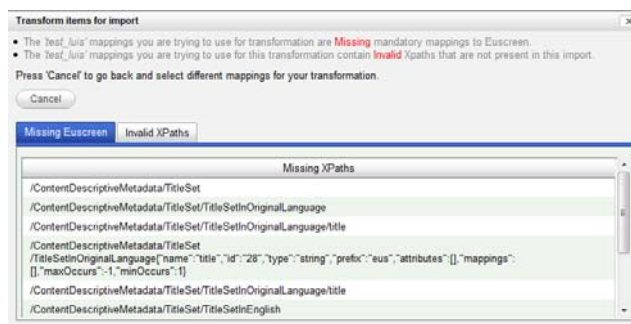 Transform items for import
• The 'test_luis' mappings you are trying to use for transformation are Missing mandatory mappings to Euscreen.
• The 'test_luis' mappings you are trying to use for this transformation contain Invalid Xpaths that are not present in this import.
Press 'Cancel' to go back and select different mappings for your transformation.
Cancel
Missing Euscreen Invalid XPaths
Missing XPaths
/ContentDescriptiveMetadata/TitleSet
/ContentDescriptiveMetadata/TitleSet/TitleSetInOriginalLanguage
/ContentDescriptiveMetadata/TitleSet/TitleSetInOriginalLanguage/title
/ContentDescriptiveMetadata/TitleSet
/TitleSetInOriginalLanguage{"name":"title","id":"28","type":"string","prefix":"eus","attributes":[],"mappings":
[],"maxOccurs":-1,"minOccurs":1}
/ContentDescriptiveMetadata/TitleSet/TitleSetInOriginalLanguage/title
/ContentDescriptiveMetadata/TitleSet/TitleSetInEnglish